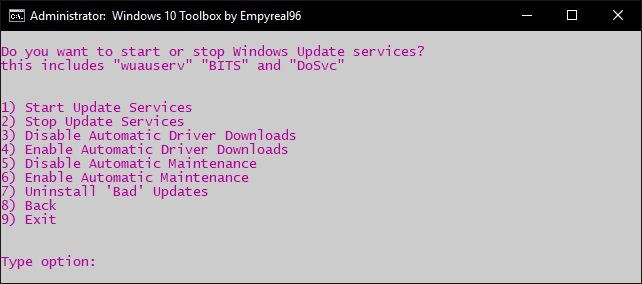 Administrator: Windows 10 Toolbox by Empyreal96
Do you want to start or stop Windows Update services?
this includes "wuauserv" "BITS" and "DoSvc"
1) Start Update Services
2) Stop Update Services
3) Disable Automatic Driver Downloads
4) Enable Automatic Driver Downloads
5) Disable Automatic Maintenance
6) Enable Automatic Maintenance
7) Uninstall 'Bad' Updates
8) Back
9) Exit
Type option: